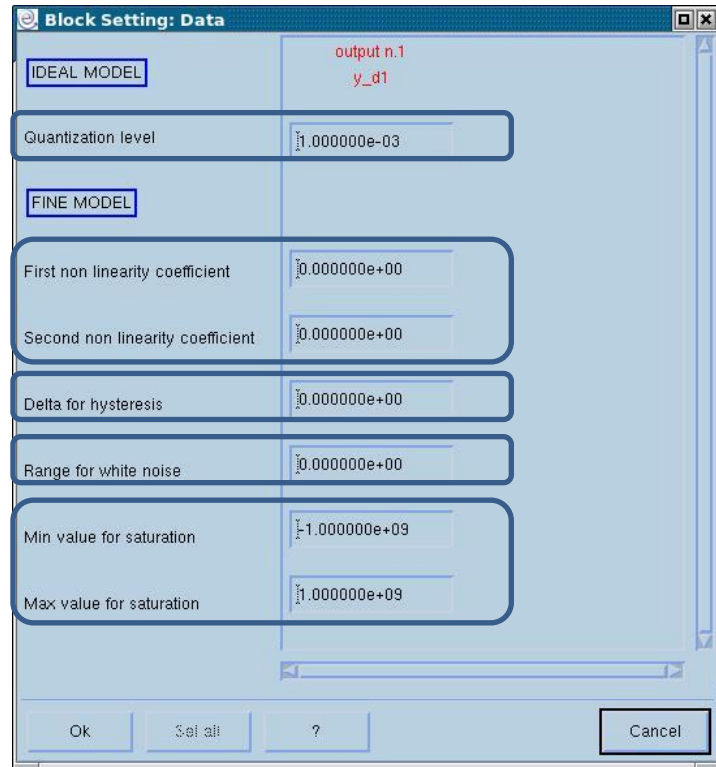 Block Setting: Data
output n.1
IDEAL MODEL
y_d1
Quantization level
1.000000e-03
FINE MODEL
First non linearity coefficient
0.000000e+00
Second non linearity coefficient
0.000000e+00
Delta for hysteresis
0.000000e+00
Range for white noise
0.000000e+00
Min value for saturation
-1.000000e+09
Max value for saturation
1.000000e+09
Ok
Set all
?
Cancel